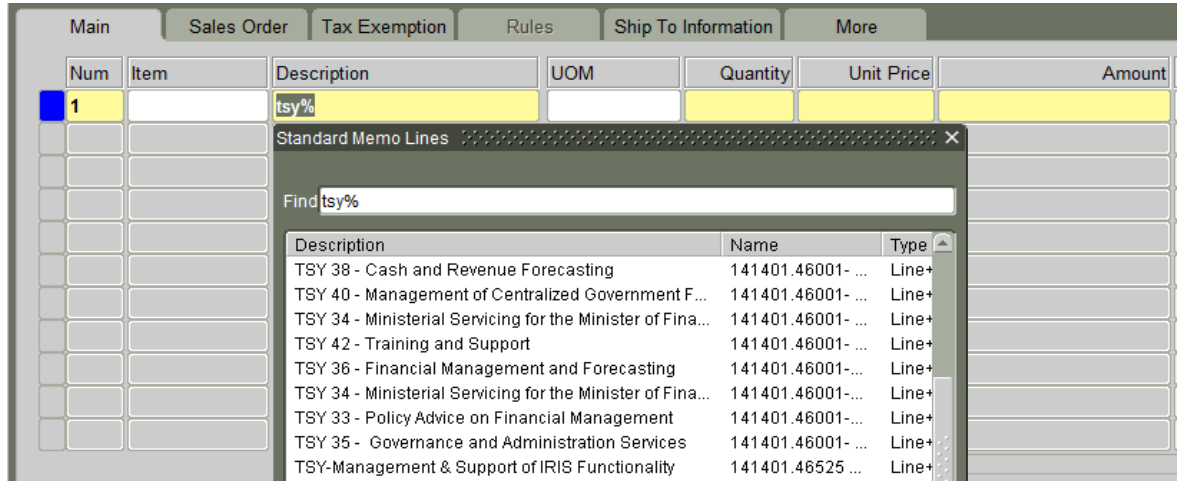 Main Sales Order Tax Exemption Rules Ship To Information More
Num Item Description UOM Quantity Unit Price Amount
1 tsy%
Standard Memo Lines
Find tsy%
Description Name Type
TSY 38 - Cash and Revenue Forecasting 141401.46001- ... Line+
TSY 40 - Management of Centralized Government F... 141401.46001- ... Line+
TSY 34 - Ministerial Servicing for the Minister of Fina... 141401.46001-... Line+
TSY 42 - Training and Support 141401.46001- ... Line+
TSY 36 - Financial Management and Forecasting 141401.46001-... Line+
TSY 34 - Ministerial Servicing for the Minister of Fina... 141401.46001-... Line+
TSY 33 - Policy Advice on Financial Management 141401.46001-... Line+
TSY 35 - Governance and Administration Services 141401.46001- ... Line+
TSY-Management & Support of IRIS Functionality 141401.46525 ... Line+